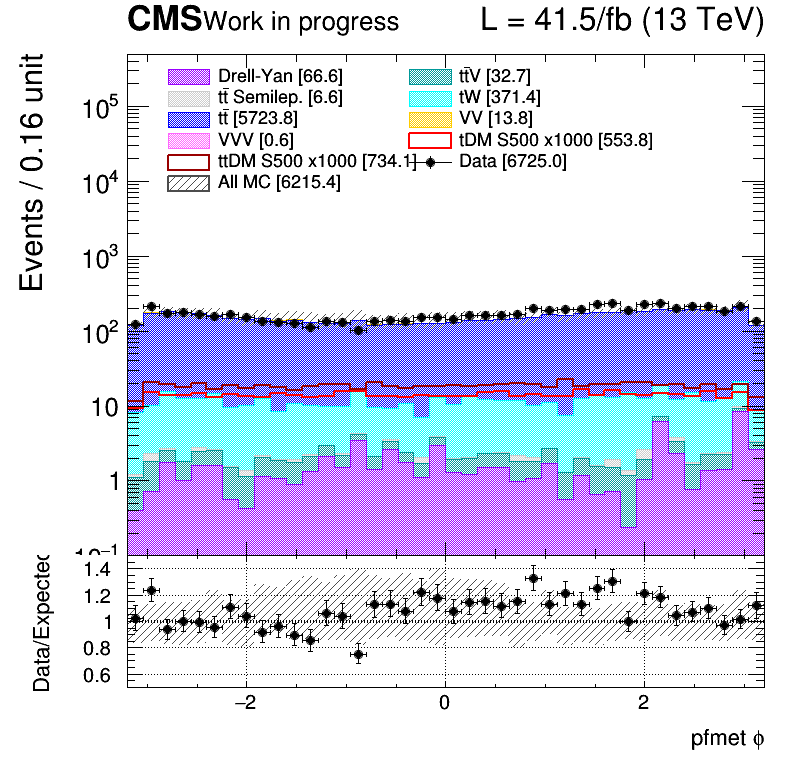 CMS Work in progress L = 41.5/fb (13 TeV)
Events / 0.16 unit
Drell-Yan [66.6] tt̄V [32.7]
tt̄ Semilep. [6.6] tW [371.4]
tt̄ [5723.8] VV [13.8]
VVV [0.6] tDM S500 x1000 [553.8]
ttDM S500 x1000 [734.1] Data [6725.0]
All MC [6215.4]
10⁵
10⁴
10³
10²
10
1
10⁻¹
Data/Expected
1.4
1.2
1
0.8
0.6
−2 0 2
pfmet ϕ